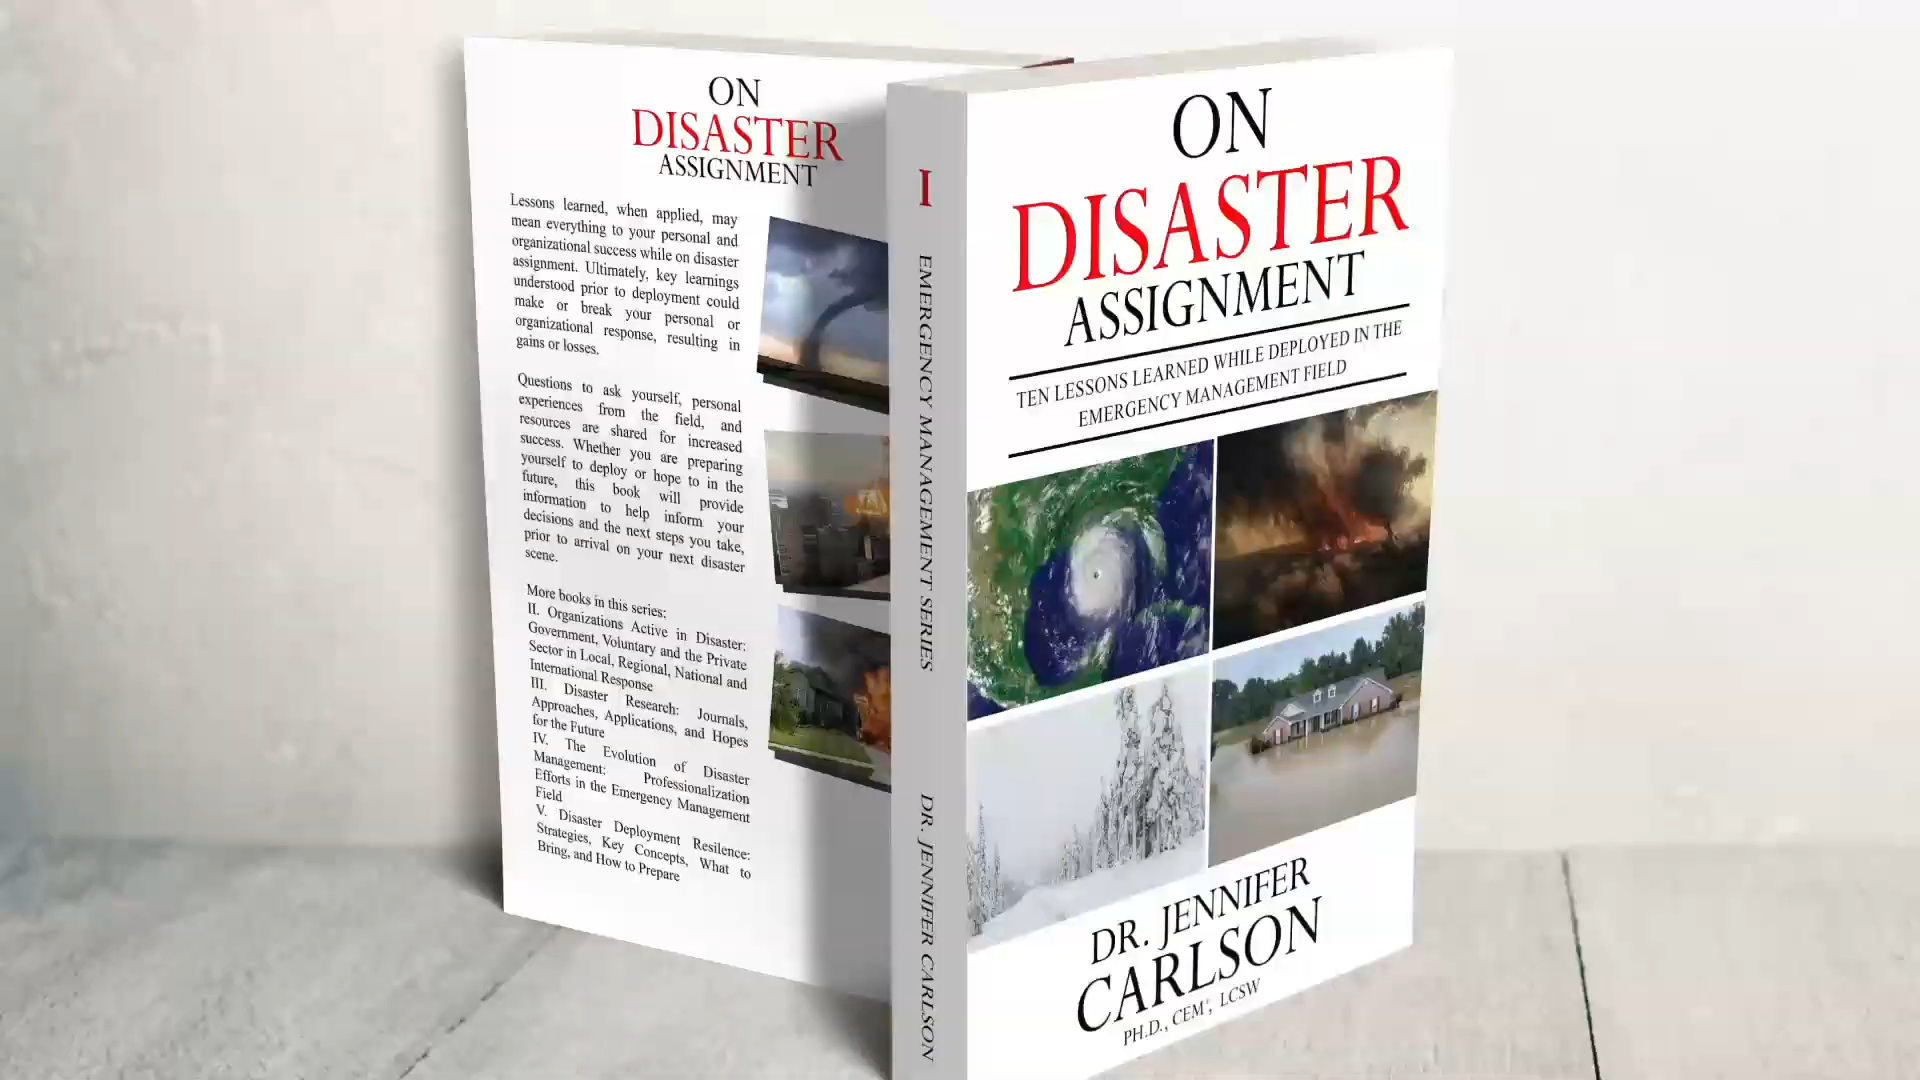 ON
DISASTER
ASSIGNMENT
Lessons learned, when applied, may
mean everything to your personal and
organizational success while on disaster
assignment. Ultimately, key learnings
understood prior to deployment could
make or break your personal or
organizational response, resulting in
gains or losses.
Questions to ask yourself, personal
experiences from the field, and
resources are shared for increased
success. Whether you are preparing
yourself to deploy or hope to in the
future, this book will provide
information to help inform your
decisions and the next steps you take,
prior to arrival on your next disaster
scene.
More books in this series:
II. Organizations Active in Disaster:
Government, Voluntary and the Private
Sector in Local, Regional, National and
International Response
III. Disaster Research: Journals,
Approaches, Applications, and Hopes
for the Future
IV. The Evolution of Disaster
Management: Professionalization
Efforts in the Emergency Management
Field
V. Disaster Deployment Resilence:
Strategies, Key Concepts, What to
Bring, and How to Prepare
I
EMERGENCY MANAGEMENT SERIES
DR. JENNIFER CARLSON
ON
DISASTER
ASSIGNMENT
TEN LESSONS LEARNED WHILE DEPLOYED IN THE
EMERGENCY MANAGEMENT FIELD
DR. JENNIFER
CARLSON
PH.D., CEM®, LCSW